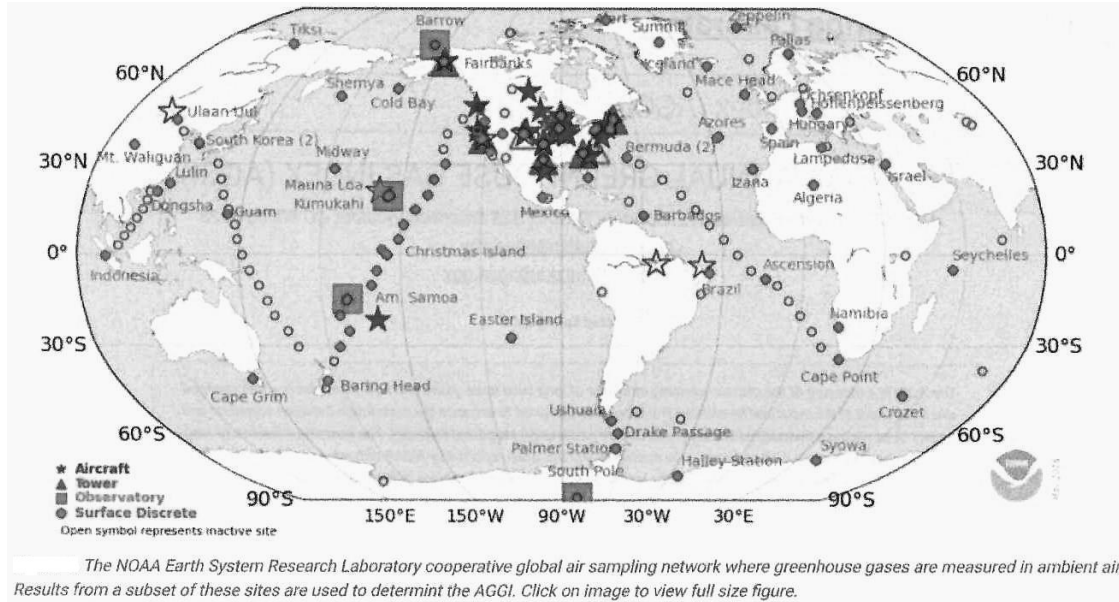 Tiksi
Barrow
Alert
Summit
Zeppelin
Pallas
60°N
Fairbanks
Iceland
Mace Head
60°N
Shemya
Cold Bay
Ochsenkopf
Hohenpeissenberg
Ulaan Uul
Hungary
South Korea (2)
Azores
Spain
Mt. Waliguan
Midway
Bermuda (2)
Lampedusa
30°N
Lulin
Mauna Loa
Izana
Israel
30°N
Kumukahi
Algeria
Dongsha
Guam
Mexico
Barbados
0°
Christmas Island
Seychelles
0°
Indonesia
Ascension
Am. Samoa
Brazil
Easter Island
Namibia
30°S
30°S
Cape Grim
Baring Head
Cape Point
Ushuaia
Crozet
60°S
Drake Passage
60°S
Palmer Station
Syowa
South Pole
Halley Station
Aircraft
Tower
Observatory
Surface Discrete
90°S
150°E
150°W
90°W
30°W
30°E
90°S
Open symbol represents inactive site
The NOAA Earth System Research Laboratory cooperative global air sampling network where greenhouse gases are measured in ambient air
Results from a subset of these sites are used to determint the AGGI. Click on image to view full size figure.